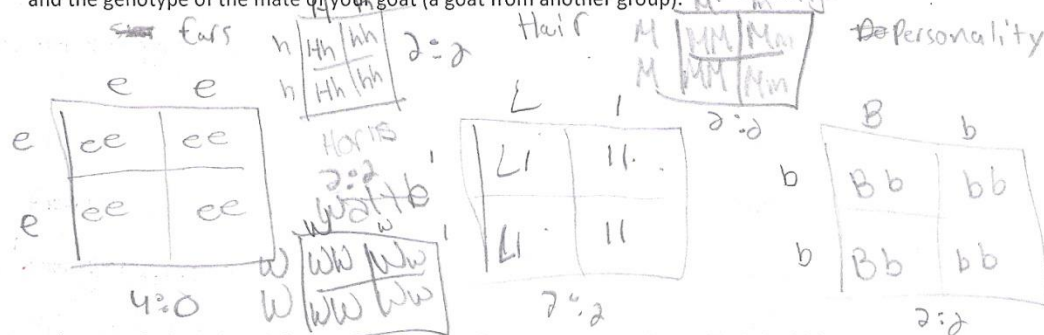 and the genotype of the mate of your goat (a goat from another group).
Ears
Hair
Personality
H h
h Hh hh
h Hh hh
2:2
Horns
M m
M MM Mm
M MM Mm
2:2
e e
e ee ee
e ee ee
4:0
2:2
W w
W WW Ww
W WW Ww
L l
l Ll ll
l Ll ll
2:2
B b
b Bb bb
b Bb bb
2:2